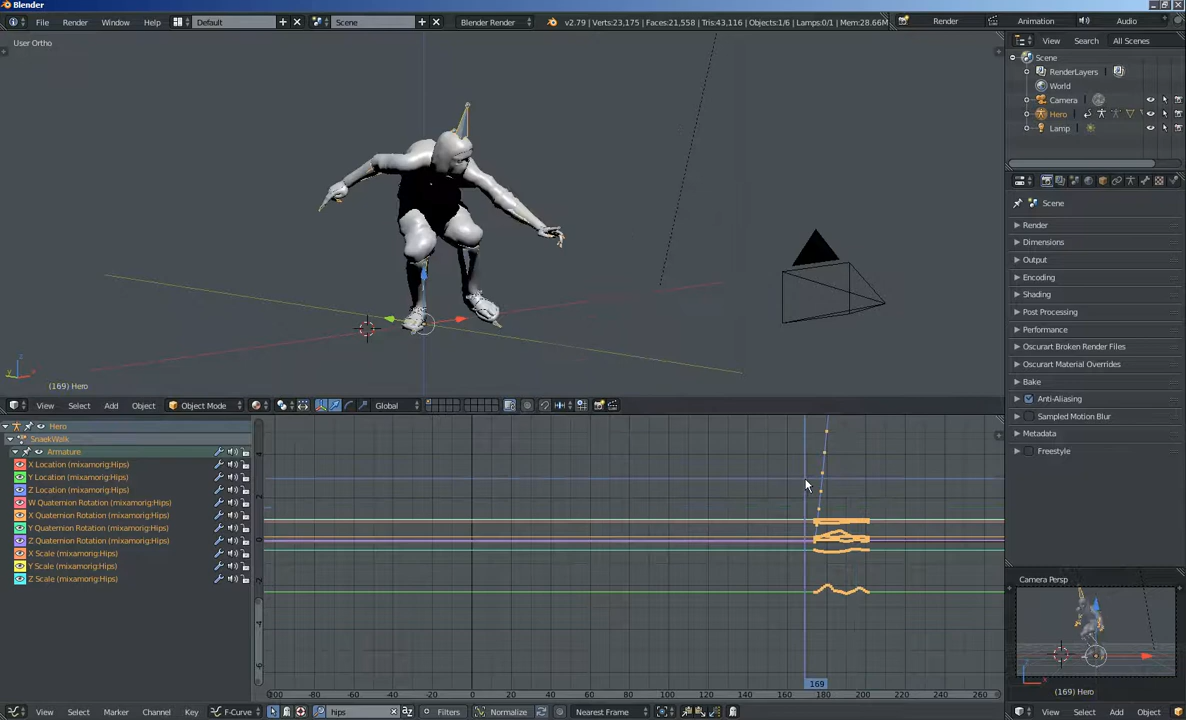 Blender
File Render Window Help Default Scene Blender Render v2.79 | Verts:23,175 | Faces:21,558 | Tris:43,116 | Objects:1/6 | Lamps:0/1 | Mem:28.66M Render Animation Audio
User Ortho
View Search All Scenes
Scene
RenderLayers
World
Camera
Hero
Lamp
Scene
Render
Dimensions
Output
Encoding
Shading
Post Processing
Performance
Oscurart Broken Render Files
Oscurart Material Overrides
Bake
Anti-Aliasing
Sampled Motion Blur
Metadata
Freestyle
z
y x
(169) Hero
View Select Add Object Object Mode Global
Hero
SnaekWalk
Armature
X Location (mixamorig:Hips)
Y Location (mixamorig:Hips)
Z Location (mixamorig:Hips)
W Quaternion Rotation (mixamorig:Hips)
X Quaternion Rotation (mixamorig:Hips)
Y Quaternion Rotation (mixamorig:Hips)
Z Quaternion Rotation (mixamorig:Hips)
X Scale (mixamorig:Hips)
Y Scale (mixamorig:Hips)
Z Scale (mixamorig:Hips)
169
-80 -60 -40 -20 0 20 40 60 80 100 120 140 160 180 200 220 240 260
Camera Persp
(169) Hero
View Select Marker Channel Key F-Curve hips Filters Normalize Nearest Frame
View Select Add Object